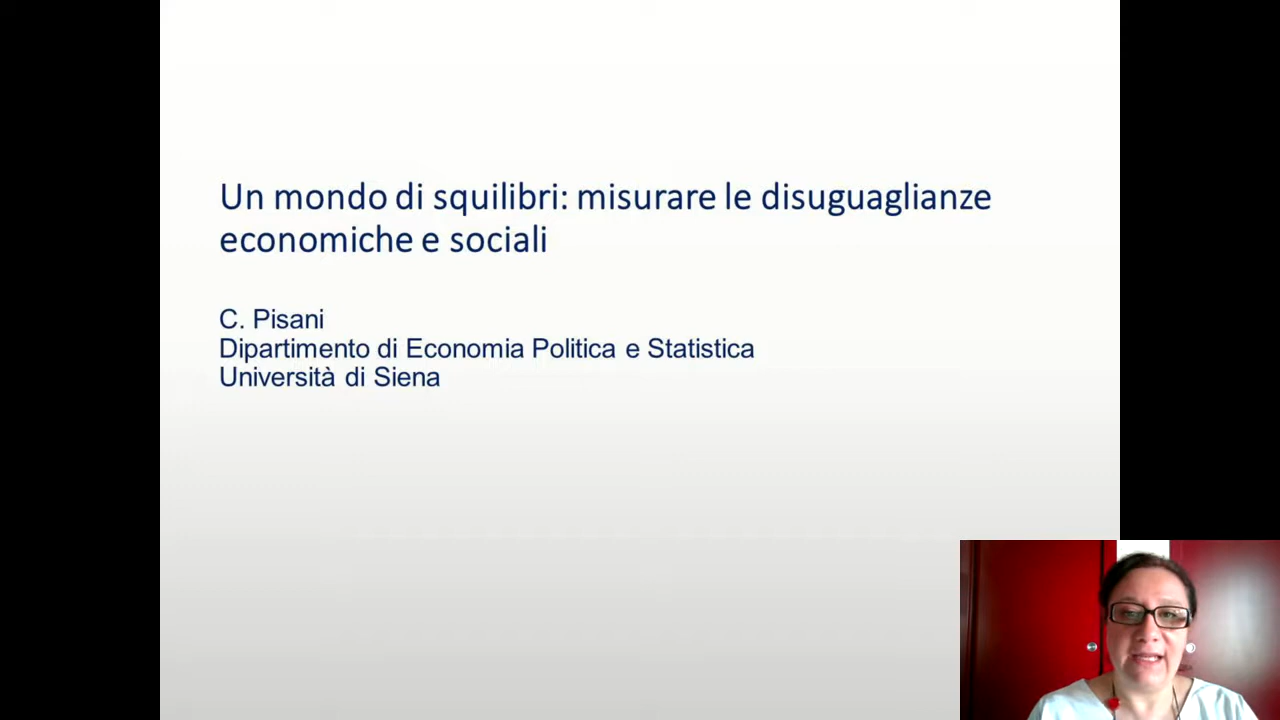 Un mondo di squilibri: misurare le disuguaglianze
economiche e sociali
C. Pisani
Dipartimento di Economia Politica e Statistica
Università di Siena